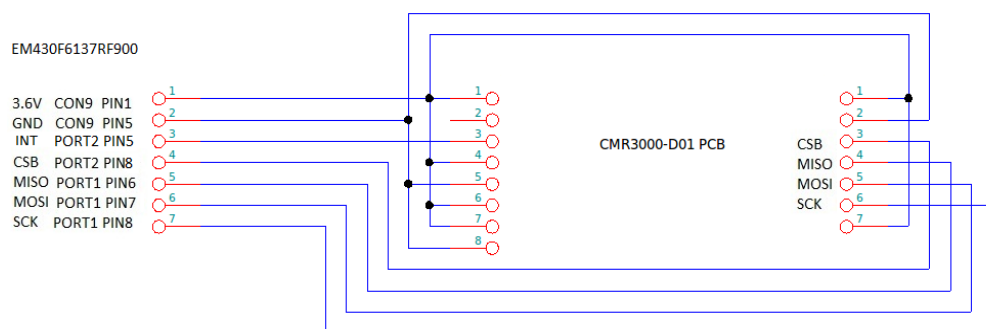 EM430F6137RF900
3.6V CON9 PIN1
GND CON9 PIN5
INT PORT2 PIN5
CSB PORT2 PIN8
MISO PORT1 PIN6
MOSI PORT1 PIN7
SCK PORT1 PIN8
1
2
3
4
5
6
7
1
2
3
4
5
6
7
8
CMR3000-D01 PCB
CSB
MISO
MOSI
SCK
1
2
3
4
5
6
7